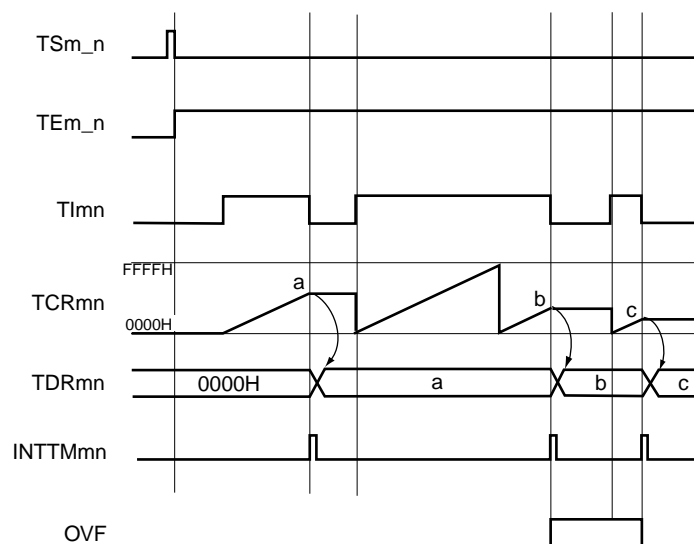 TSm_n
TEm_n
TImn
FFFFH
a
TCRmn
b
c
0000H
TDRmn
0000H
a
b
c
INTTMmn
OVF